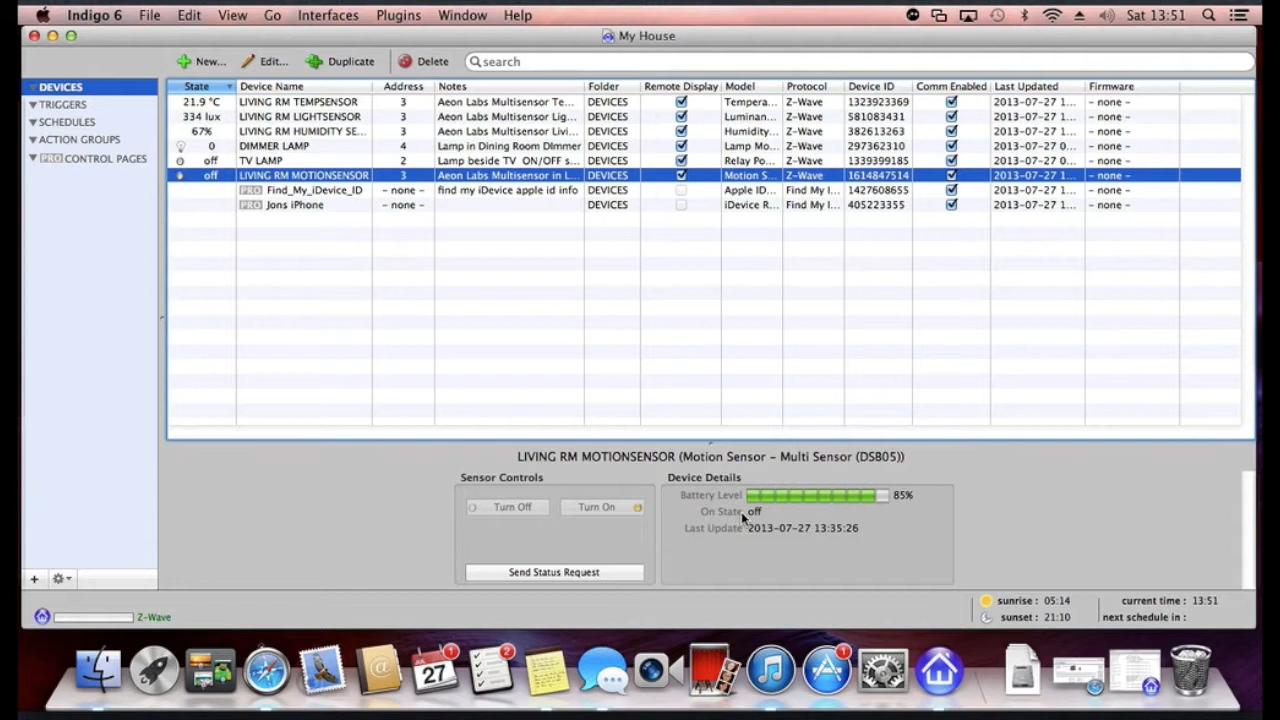 Indigo 6 File Edit View Go Interfaces Plugins Window Help Sat 13:51
My House
New... Edit... Duplicate Delete search
DEVICES
TRIGGERS
SCHEDULES
ACTION GROUPS
PRO CONTROL PAGES
State Device Name Address Notes Folder Remote Display Model Protocol Device ID Comm Enabled Last Updated Firmware
21.9 °C LIVING RM TEMPSENSOR 3 Aeon Labs Multisensor Te... DEVICES Tempera... Z-Wave 1323923369 2013-07-27 1... - none -
334 lux LIVING RM LIGHTSENSOR 3 Aeon Labs Multisensor Lig... DEVICES Luminan... Z-Wave 581083431 2013-07-27 1... - none -
67% LIVING RM HUMIDITY SE... 3 Aeon Labs Multisensor Livi... DEVICES Humidity... Z-Wave 382613263 2013-07-27 1... - none -
0 DIMMER LAMP 4 Lamp in Dining Room DImmer DEVICES Lamp Mo... Z-Wave 297362310 2013-07-27 1... - none -
off TV LAMP 2 Lamp beside TV ON/OFF s... DEVICES Relay Po... Z-Wave 1339399185 2013-07-27 1... - none -
off LIVING RM MOTIONSENSOR 3 Aeon Labs Multisensor in L... DEVICES Motion S... Z-Wave 1614847514 2013-07-27 1... - none -
PRO Find_My_iDevice_ID - none - find my iDevice apple id info DEVICES Apple ID... Find My I... 1427608655 2013-07-27 1... - none -
PRO Jons iPhone - none - DEVICES iDevice R... Find My I... 405223355 2013-07-27 1... - none -
LIVING RM MOTIONSENSOR (Motion Sensor - Multi Sensor (DSB05))
Sensor Controls
Turn Off Turn On
Send Status Request
Device Details
Battery Level 85%
On State off
Last Update 2013-07-27 13:35:26
Z-Wave
sunrise : 05:14
sunset : 21:10
current time : 13:51
next schedule in :
JUL 27 1 2 1